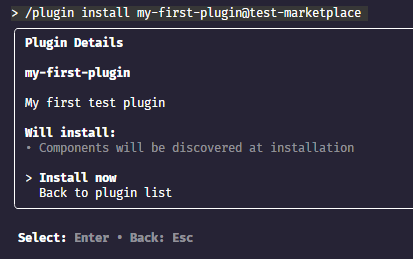 > /plugin install my-first-plugin@test-marketplace
Plugin Details
my-first-plugin
My first test plugin
Will install:
• Components will be discovered at installation
> Install now
Back to plugin list
Select: Enter • Back: Esc